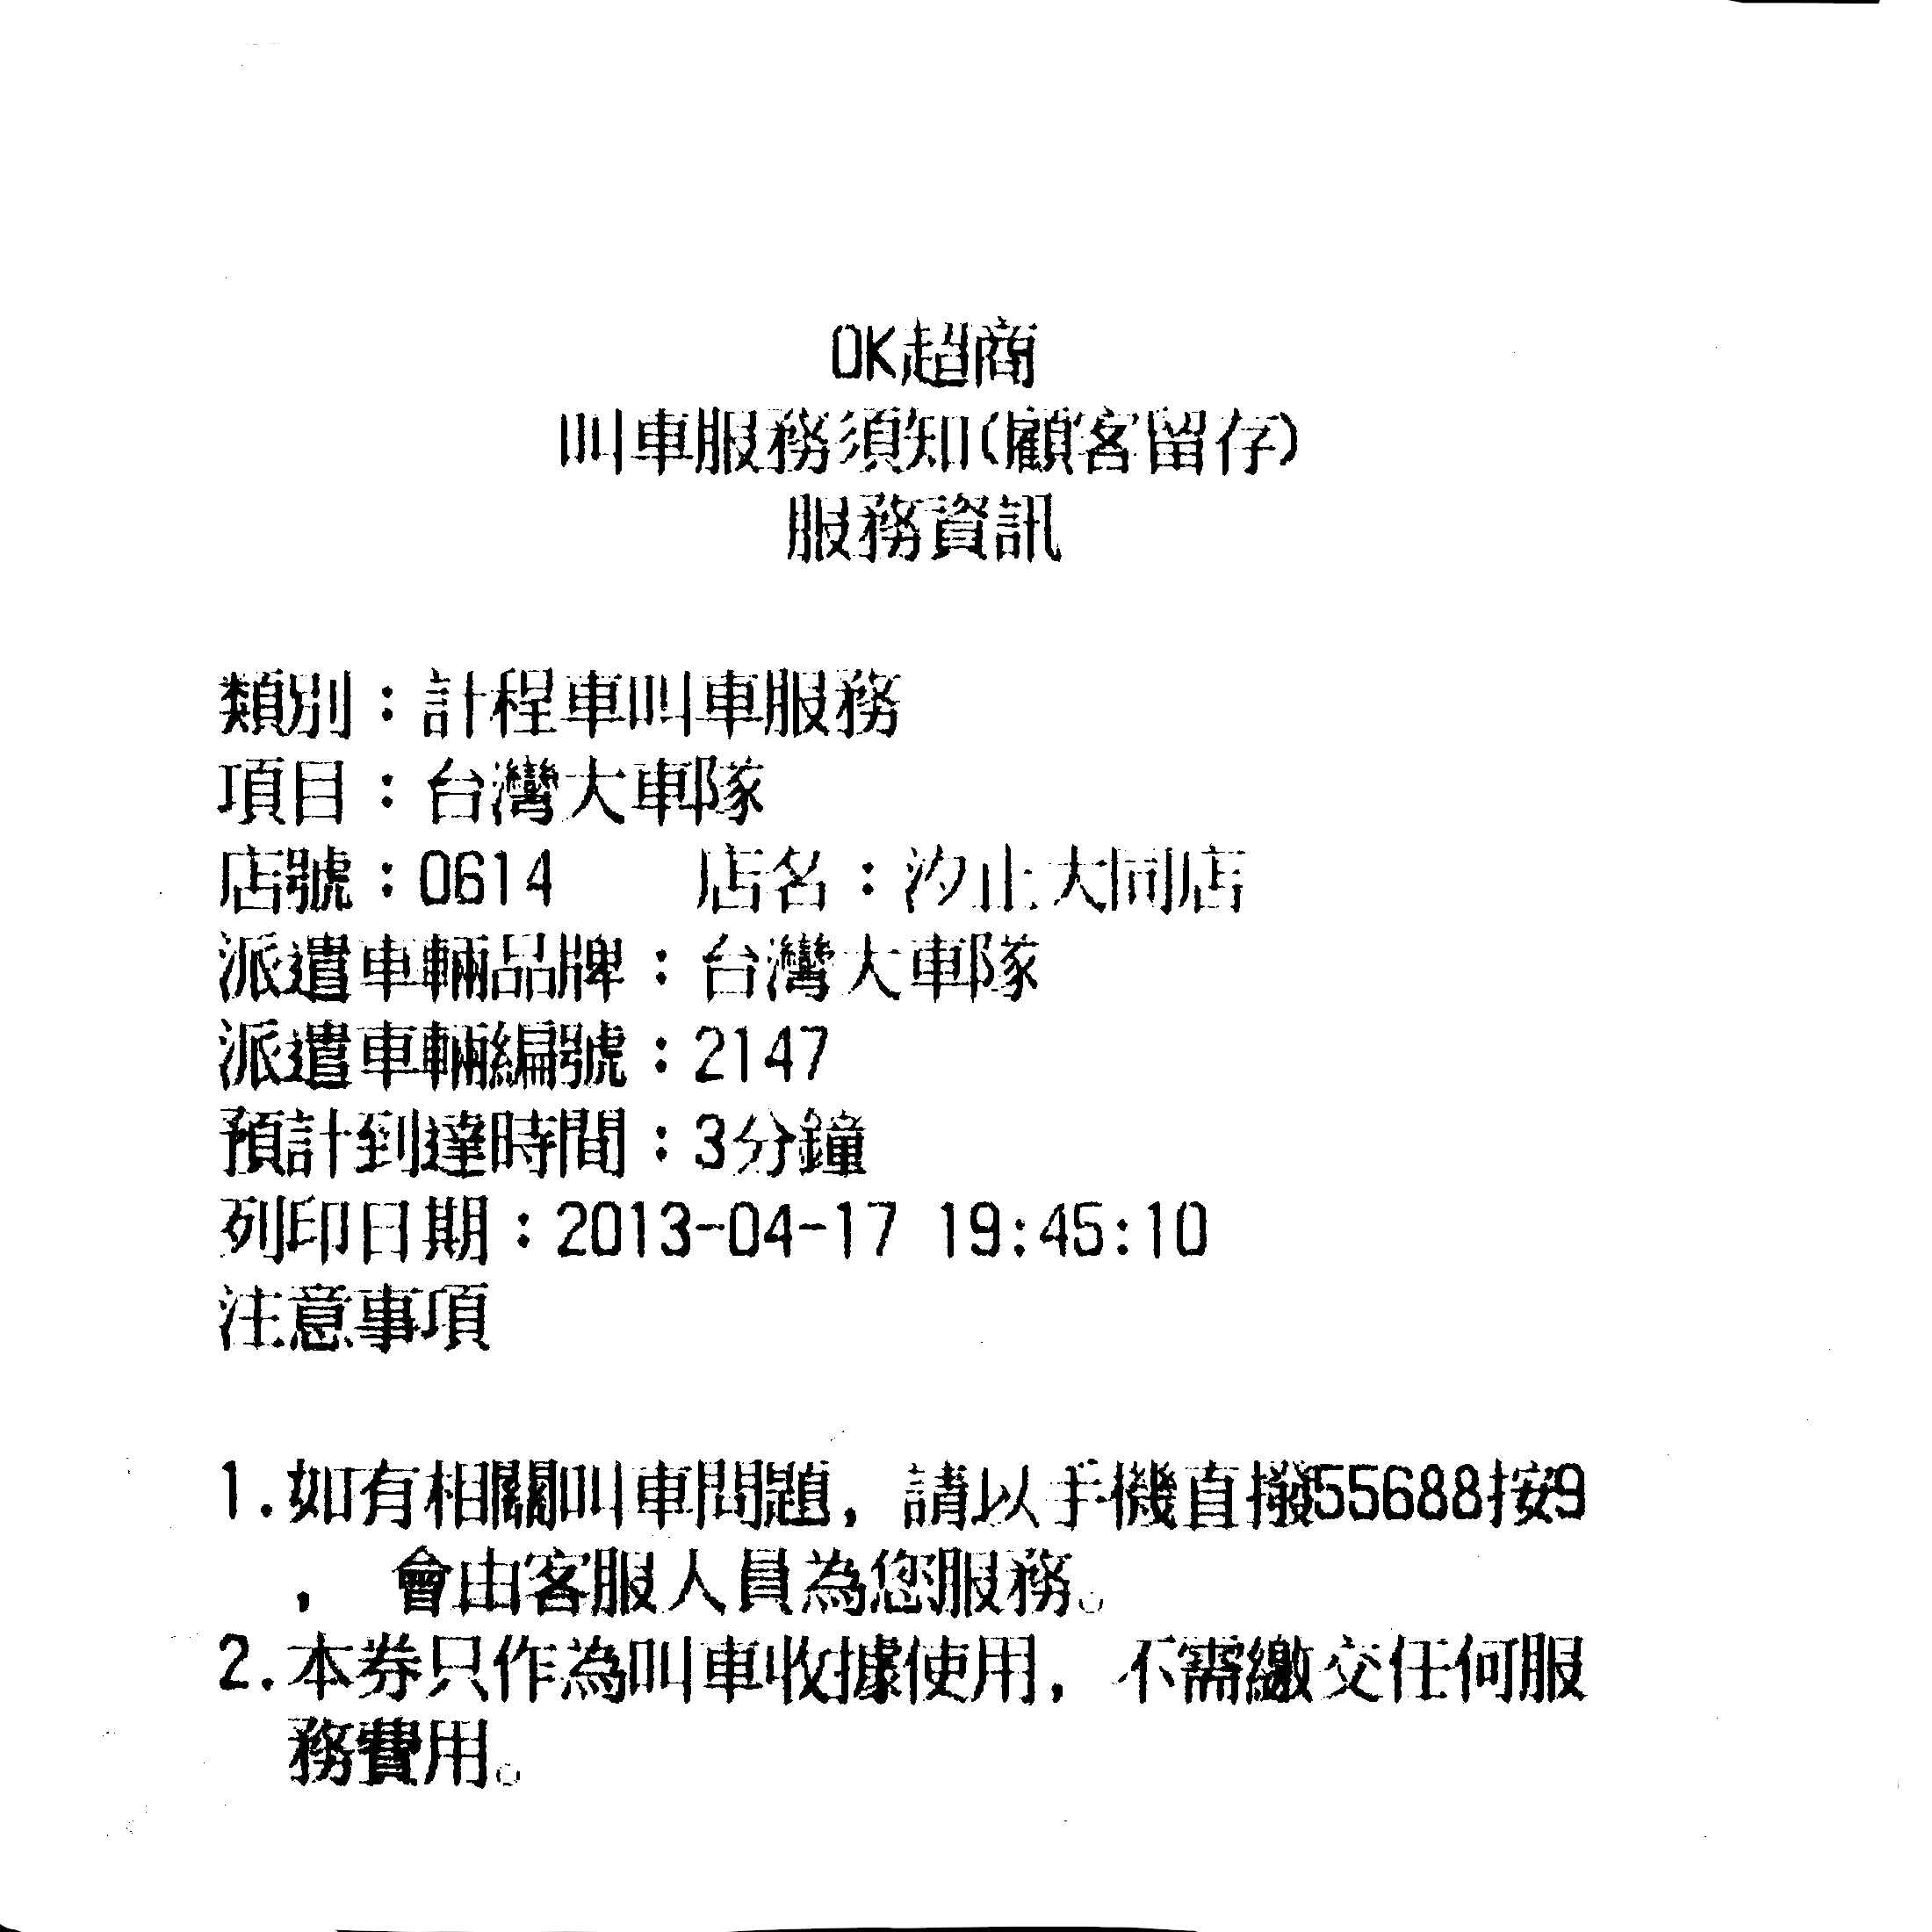 OK超商
叫車服務須知(顧客留存)
服務資訊
類別：計程車叫車服務
項目：台灣大車隊
店號：0614　店名：汐止大同店
派遣車輛品牌：台灣大車隊
派遣車輛編號：2147
預計到達時間：3分鐘
列印日期：2013-04-17 19:45:10
注意事項
1.如有相關叫車問題，請以手機直撥55688按9
，會由客服人員為您服務。
2.本券只作為叫車收據使用，不需繳交任何服
務費用。